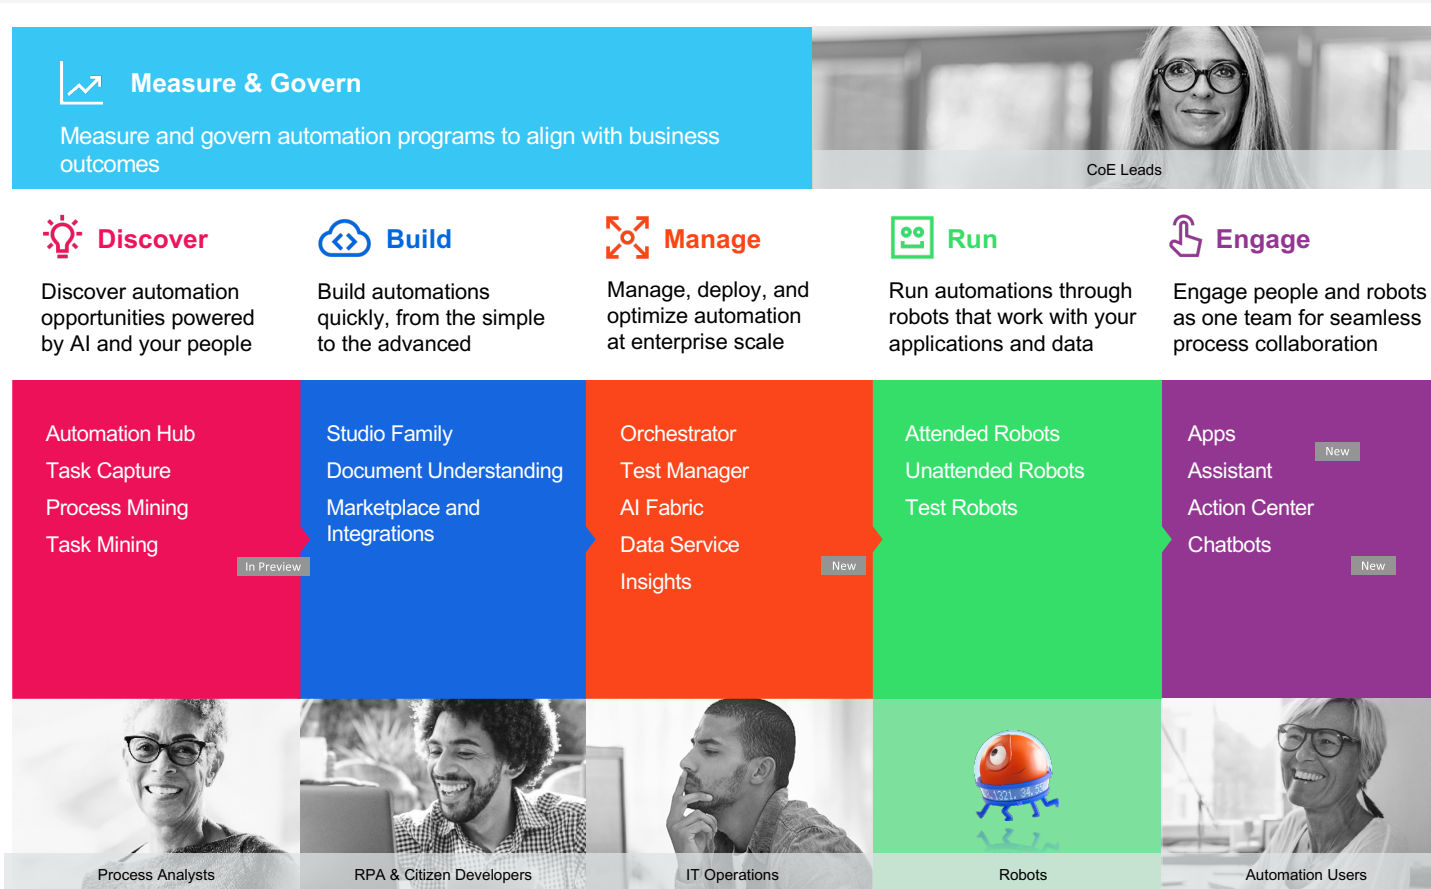 Measure & Govern
Measure and govern automation programs to align with business
outcomes
CoE Leads
Discover
Discover automation
opportunities powered
by AI and your people
Build
Build automations
quickly, from the simple
to the advanced
Manage
Manage, deploy, and
optimize automation
at enterprise scale
Run
Run automations through
robots that work with your
applications and data
Engage
Engage people and robots
as one team for seamless
process collaboration
Automation Hub
Task Capture
Process Mining
Task Mining
In Preview
Studio Family
Document Understanding
Marketplace and
Integrations
Orchestrator
Test Manager
AI Fabric
Data Service
New
Insights
Attended Robots
Unattended Robots
Test Robots
Apps
New
Assistant
Action Center
Chatbots
New
Process Analysts
RPA & Citizen Developers
IT Operations
Robots
Automation Users